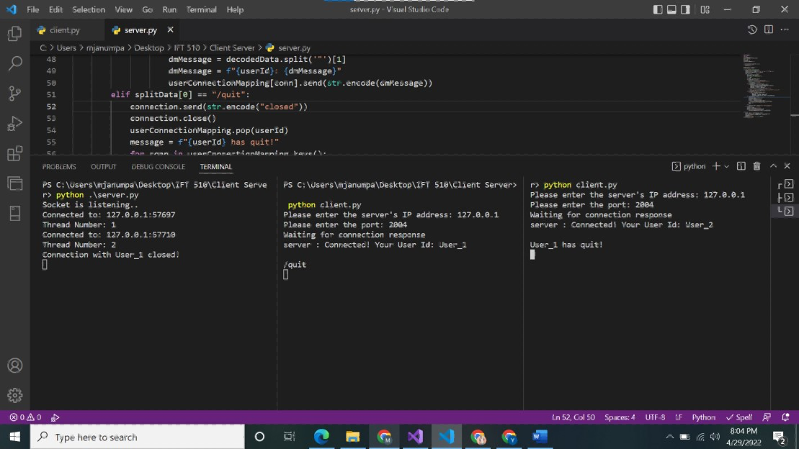 File Edit Selection View Go Run Terminal Help
server.py - Visual Studio Code
client.py
server.py
C: > Users > mjanumpa > Desktop > IFT 510 > Client Server > server.py
48 dmMessage = decodedData.split('"')[1]
49 dmMessage = f"{userId}: {dmMessage}"
50 userConnectionMapping[conn].send(str.encode(dmMessage))
51 elif splitData[0] == "/quit":
52 connection.send(str.encode("closed"))
53 connection.close()
54 userConnectionMapping.pop(userId)
55 message = f"{userId} has quit!"
56 in userConnectionMapping.keys():
PROBLEMS OUTPUT DEBUG CONSOLE TERMINAL
python
PS C:\Users\mjanumpa\Desktop\IFT 510\Client Serve
r> python .\server.py
Socket is listening..
Connected to: 127.0.0.1:57697
Thread Number: 1
Connected to: 127.0.0.1:57710
Thread Number: 2
Connection with User_1 closed!
PS C:\Users\mjanumpa\Desktop\IFT 510\Client Server>
python client.py
Please enter the server's IP address: 127.0.0.1
Please enter the port: 2004
Waiting for connection response
server : Connected! Your User Id: User_1
/quit
r> python client.py
Please enter the server's IP address: 127.0.0.1
Please enter the port: 2004
Waiting for connection response
server : Connected! Your User Id: User_2
User_1 has quit!
0 0
Ln 52, Col 50 Spaces: 4 UTF-8 Python Spell
Type here to search
8:04 PM
4/29/2022
2